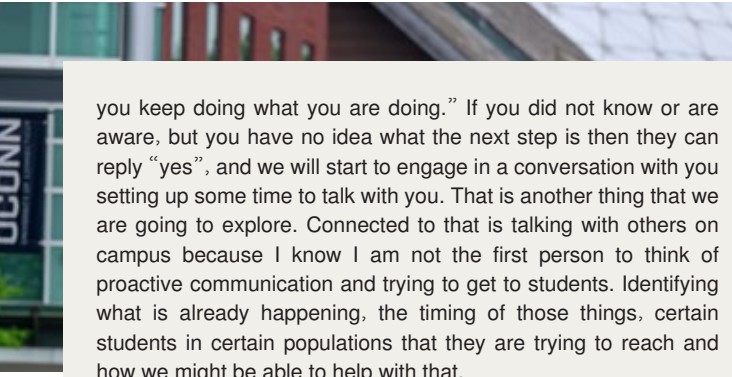 UCONN
you keep doing what you are doing.” If you did not know or are
aware, but you have no idea what the next step is then they can
reply “yes”, and we will start to engage in a conversation with you
setting up some time to talk with you. That is another thing that we
are going to explore. Connected to that is talking with others on
campus because I know I am not the first person to think of
proactive communication and trying to get to students. Identifying
what is already happening, the timing of those things, certain
students in certain populations that they are trying to reach and
how we might be able to help with that.